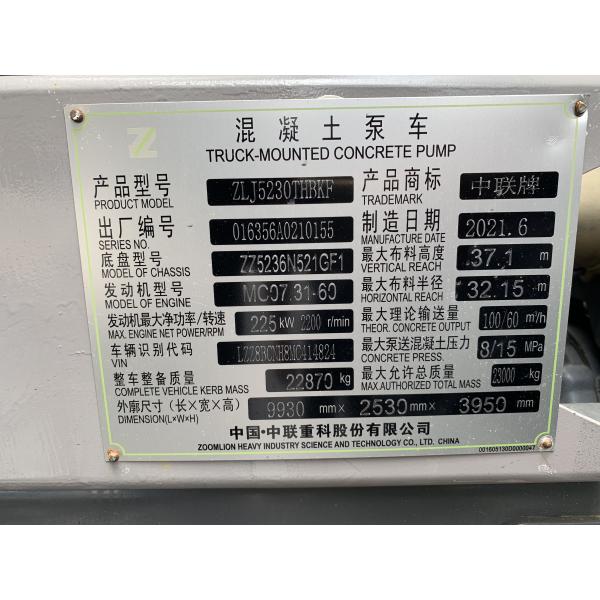 Z
混凝土泵车
TRUCK-MOUNTED CONCRETE PUMP
产品型号 ZLJ5230THBKF 产品商标 中联牌
PRODUCT MODEL TRADEMARK
出厂编号 016356A0210155 制造日期 2021.6
SERIES NO. MANUFACTURE DATE
底盘型号 ZZ5236N521GF1 最大布料高度 37.1 m
MODEL OF CHASSIS VERTICAL REACH
发动机型号 MC07.31-60 最大布料半径 32.15 m
MODEL OF ENGINE HORIZONTAL REACH
发动机最大净功率/转速 225 kW 2200 r/min 最大理论输送量 100/60 m³/h
MAX. ENGINE NET POWER/RPM THEOR. CONCRETE OUTPUT
车辆识别代码 LZZ8BCNH8MC414824 最大泵送混凝土压力 8/15 MPa
VIN CONCRETE PRESS.
整车整备质量 22870 kg 最大允许总质量 23000 kg
COMPLETE VEHICLE KERB MASS MAX AUTHORIZED TOTAL MASS
外廓尺寸（长×宽×高） 9930 mm× 2530 mm× 3950 mm
DIMENSION(L×W×H)
中国·中联重科股份有限公司
ZOOMLION HEAVY INDUSTRY SCIENCE AND TECHNOLOGY CO., LTD. CHINA
001605130D0000047